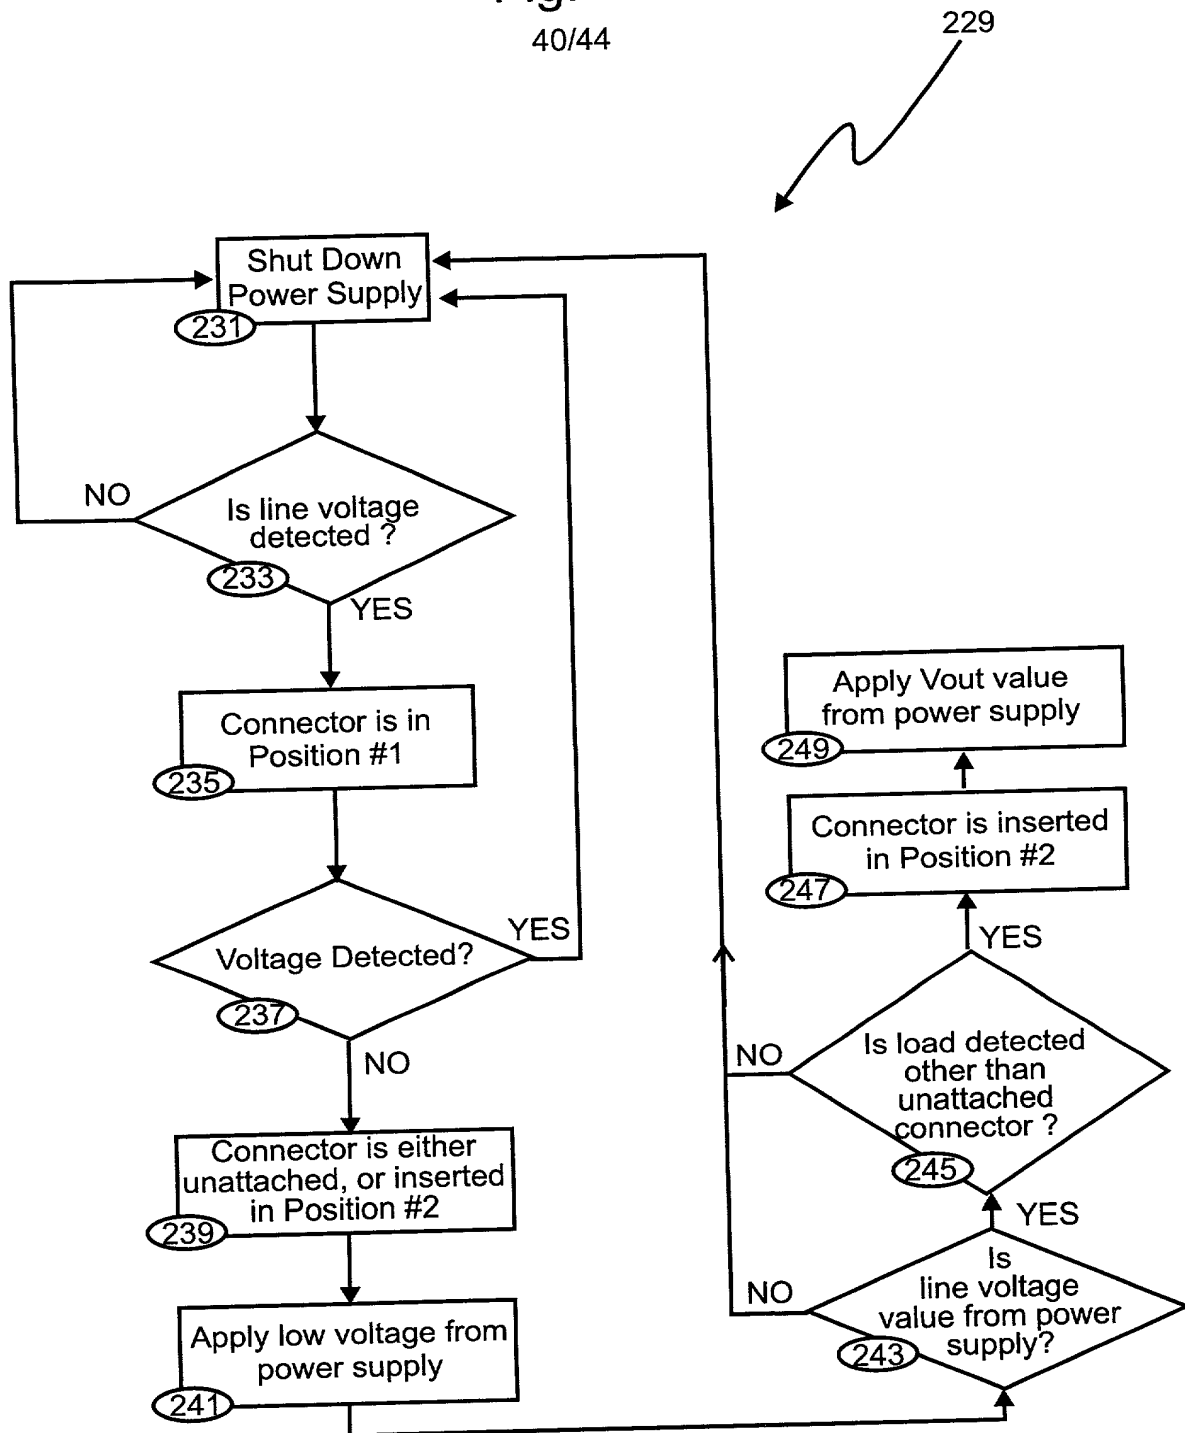 40/44
229
Shut Down
Power Supply
231
NO
Is line voltage
detected ?
233
YES
Connector is in
Position #1
235
Voltage Detected?
YES
237
NO
Connector is either
unattached, or inserted
in Position #2
239
Apply low voltage from
power supply
241
Apply Vout value
from power supply
249
Connector is inserted
in Position #2
247
YES
Is load detected
other than
unattached
connector ?
NO
245
YES
Is
line voltage
value from power
supply?
NO
243